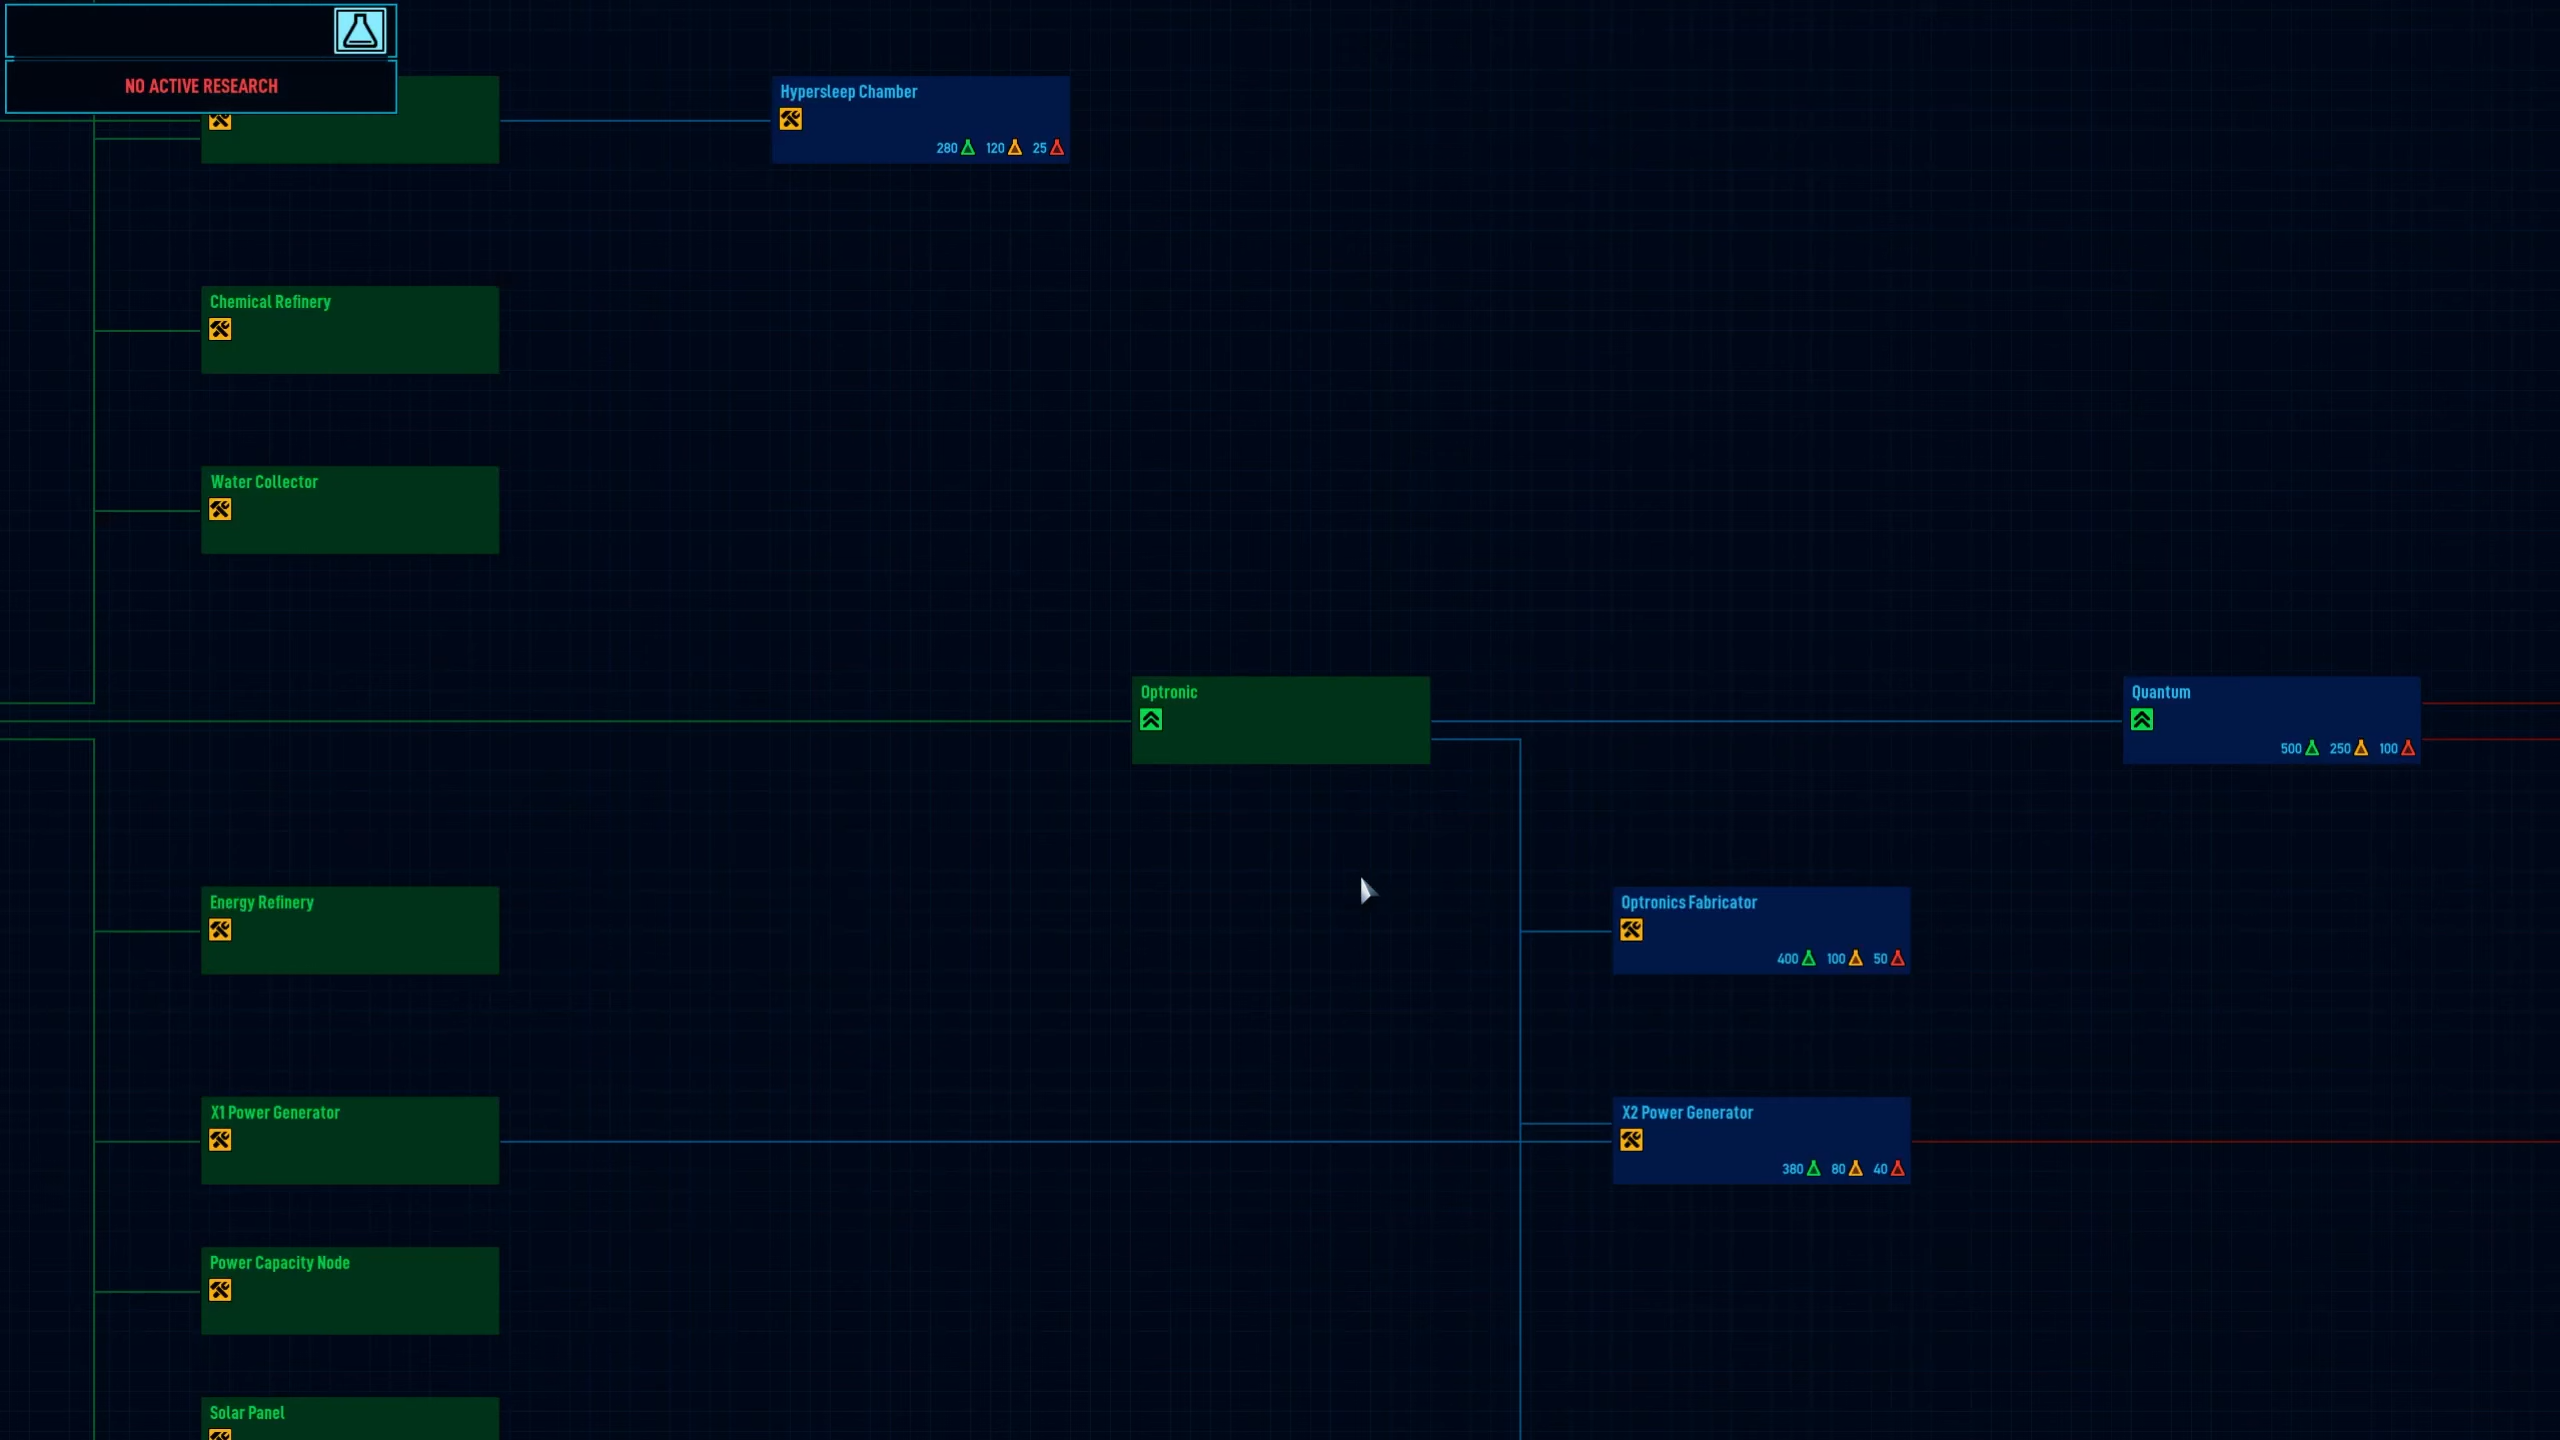 NO ACTIVE RESEARCH
Hypersleep Chamber
280 120 25
Chemical Refinery
Water Collector
Optronic
Quantum
500 250 100
Energy Refinery
Optronics Fabricator
400 100 50
X1 Power Generator
X2 Power Generator
380 80 40
Power Capacity Node
Solar Panel